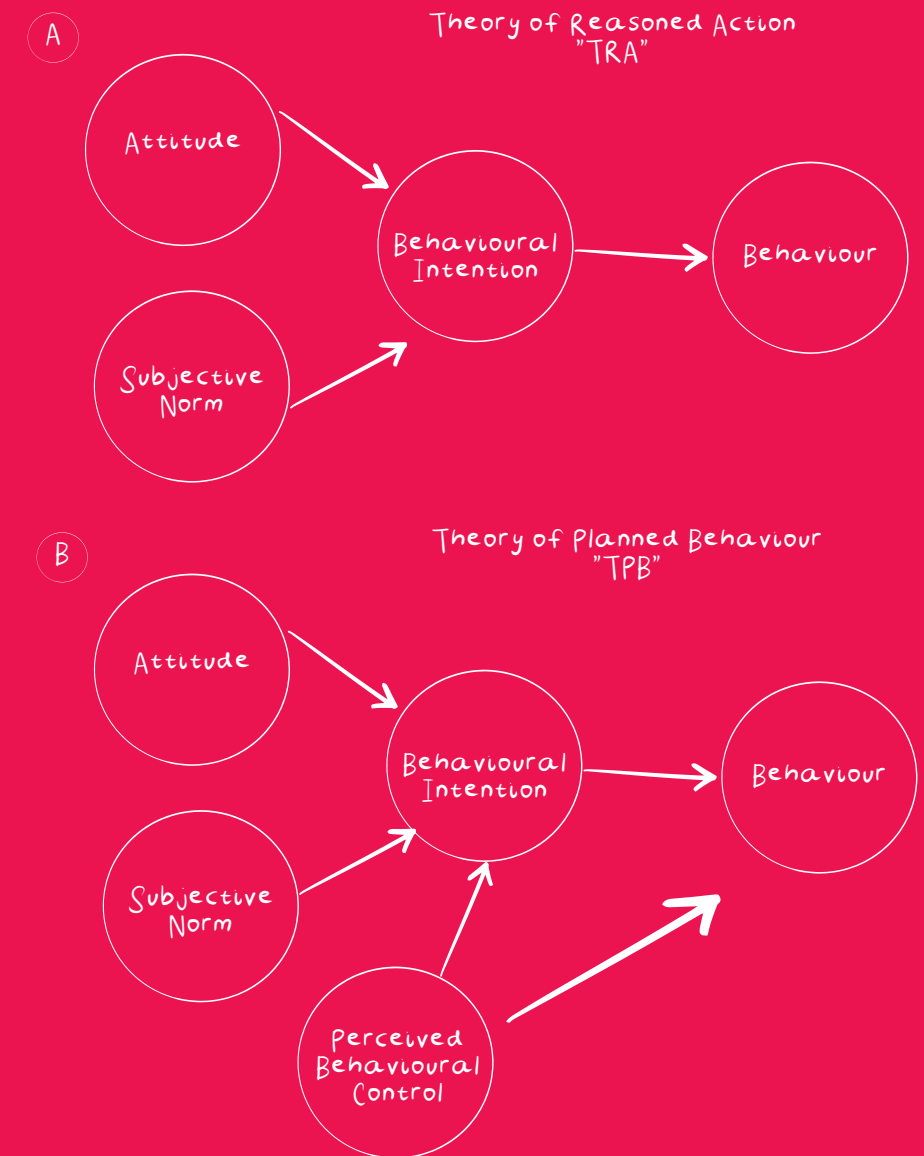 A
Theory of Reasoned Action
"TRA"
Attitude
Behavioural
Intention
Behaviour
Subjective
Norm
B
Theory of Planned Behaviour
"TPB"
Attitude
Behavioural
Intention
Behaviour
Subjective
Norm
Perceived
Behavioural
Control